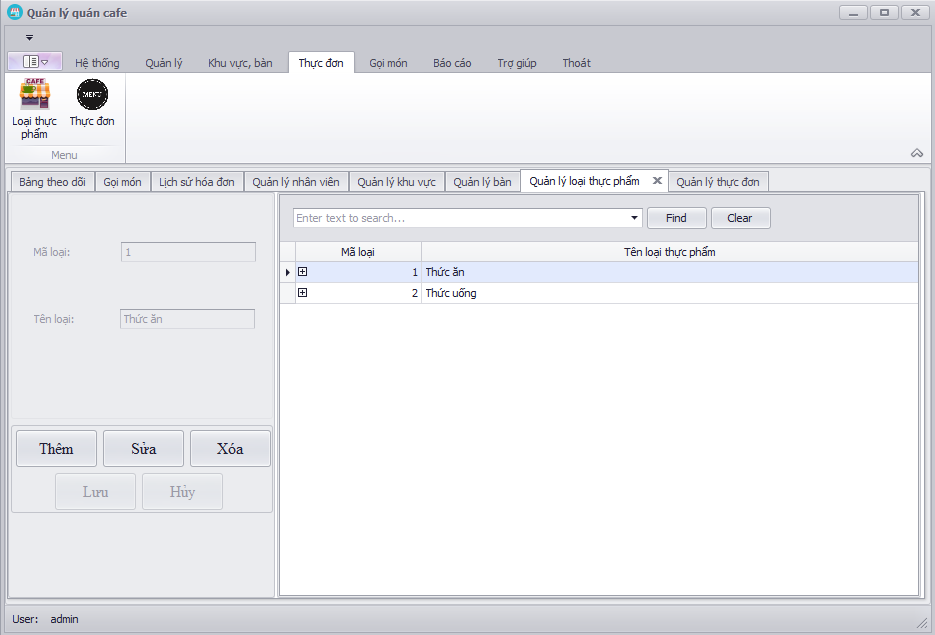 Quản lý quán cafe
Hệ thống Quản lý Khu vực, bàn Thực đơn Gọi món Báo cáo Trợ giúp Thoát
CAFE
MENU
Loại thực phẩm
Thực đơn
Menu
Bảng theo dõi Gọi món Lịch sử hóa đơn Quản lý nhân viên Quản lý khu vực Quản lý bàn Quản lý loại thực phẩm Quản lý thực đơn
Enter text to search... Find Clear
Mã loại: 1
Tên loại: Thức ăn
Thêm Sửa Xóa
Lưu Hủy
Mã loại Tên loại thực phẩm
1 Thức ăn
2 Thức uống
User: admin